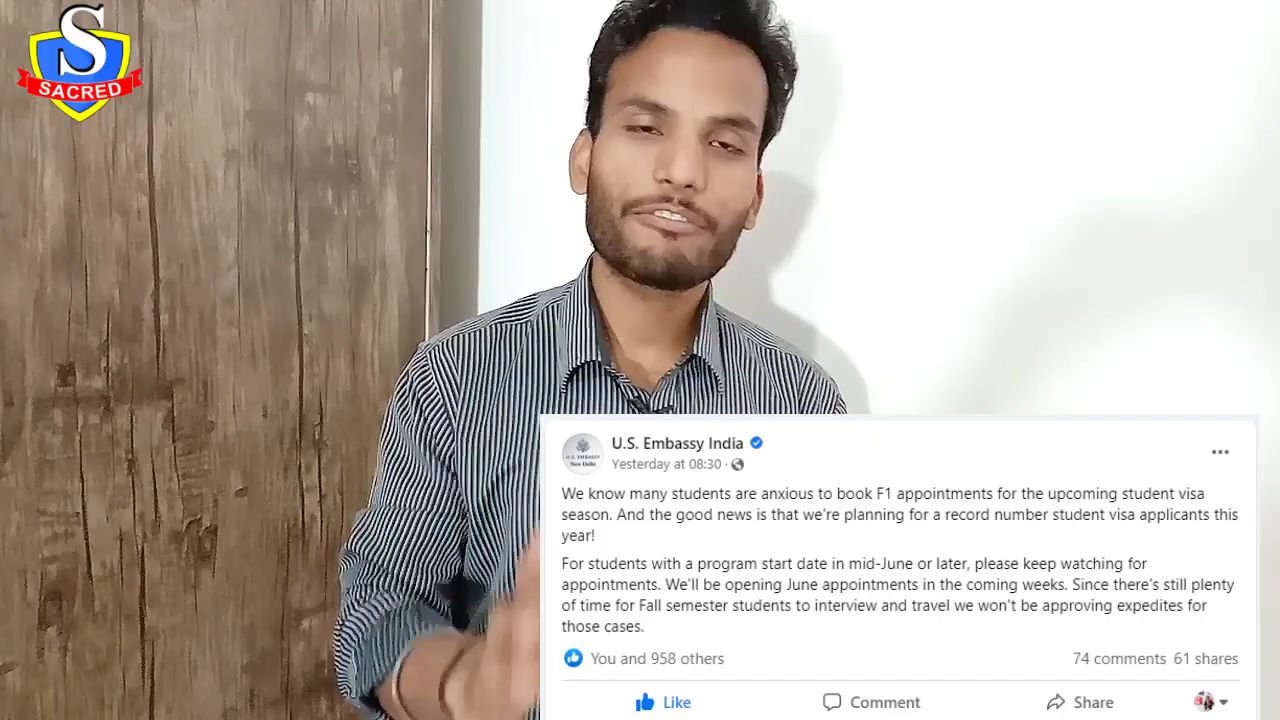 S
SACRED
U.S. Embassy India
Yesterday at 08:30 ·
We know many students are anxious to book F1 appointments for the upcoming student visa
season. And the good news is that we're planning for a record number student visa applicants this
year!
For students with a program start date in mid-June or later, please keep watching for
appointments. We'll be opening June appointments in the coming weeks. Since there's still plenty
of time for Fall semester students to interview and travel we won't be approving expedites for
those cases.
You and 958 others
74 comments 61 shares
Like
Comment
Share
U.S. EMBASSY
New Delhi